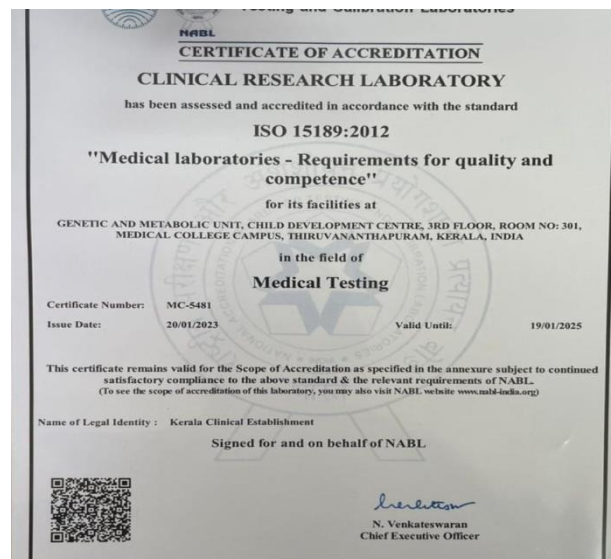 Testing and Calibration Laboratories
NABL
CERTIFICATE OF ACCREDITATION
CLINICAL RESEARCH LABORATORY
has been assessed and accredited in accordance with the standard
ISO 15189:2012
"Medical laboratories - Requirements for quality and
competence"
for its facilities at
GENETIC AND METABOLIC UNIT, CHILD DEVELOPMENT CENTRE, 3RD FLOOR, ROOM NO: 301,
MEDICAL COLLEGE CAMPUS, THIRUVANANTHAPURAM, KERALA, INDIA
in the field of
Medical Testing
Certificate Number: MC-5481
Issue Date: 20/01/2023 Valid Until: 19/01/2025
This certificate remains valid for the Scope of Accreditation as specified in the annexure subject to continued
satisfactory compliance to the above standard & the relevant requirements of NABL.
(To see the scope of accreditation of this laboratory, you may also visit NABL website www.nabl-india.org)
Name of Legal Identity : Kerala Clinical Establishment
Signed for and on behalf of NABL
N. Venkateswaran
Chief Executive Officer